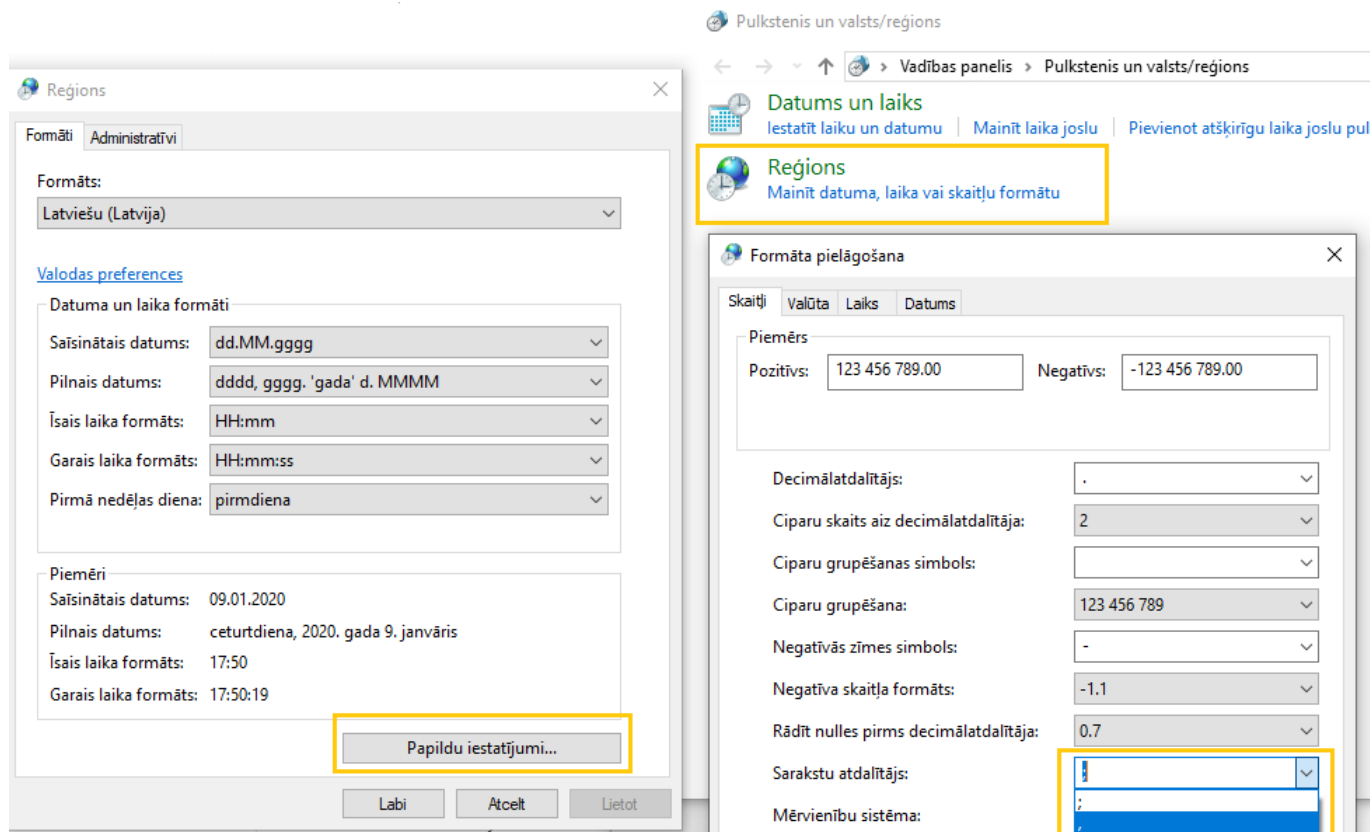 Reģions
Formāti
Administratīvi
Formāts:
Latviešu (Latvija)
Valodas preferences
Datuma un laika formāti
Saīsinātais datums: dd.MM.gggg
Pilnais datums: dddd, gggg. 'gada' d. MMMM
Īsais laika formāts: HH:mm
Garais laika formāts: HH:mm:ss
Pirmā nedēļas diena: pirmdiena
Piemēri
Saīsinātais datums: 09.01.2020
Pilnais datums: ceturtdiena, 2020. gada 9. janvāris
Īsais laika formāts: 17:50
Garais laika formāts: 17:50:19
Papildu iestatījumi...
Labi Atcelt Lietot
Pulkstenis un valsts/reģions
Vadības panelis > Pulkstenis un valsts/reģions
Datums un laiks
Iestatīt laiku un datumu Mainīt laika joslu Pievienot atšķirīgu laika joslu pul
Reģions
Mainīt datuma, laika vai skaitļu formātu
Formāta pielāgošana
Skaitļi Valūta Laiks Datums
Piemērs
Pozitīvs: 123 456 789.00 Negatīvs: -123 456 789.00
Decimālatdalītājs: .
Ciparu skaits aiz decimālatdalītāja: 2
Ciparu grupēšanas simbols:
Ciparu grupēšana: 123 456 789
Negatīvās zīmes simbols: -
Negatīva skaitļa formāts: -1.1
Rādīt nulles pirms decimālatdalītāja: 0.7
Sarakstu atdalītājs: ;
;
Mērvienību sistēma:
,